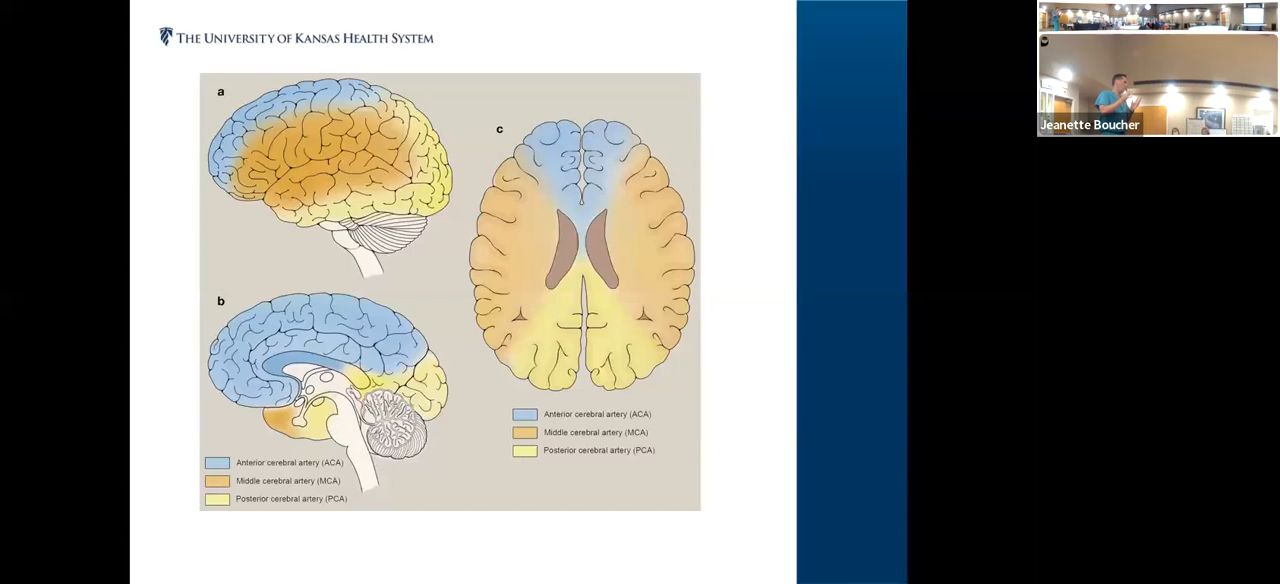 THE UNIVERSITY OF KANSAS HEALTH SYSTEM
a
c
b
Anterior cerebral artery (ACA)
Middle cerebral artery (MCA)
Posterior cerebral artery (PCA)
Anterior cerebral artery (ACA)
Middle cerebral artery (MCA)
Posterior cerebral artery (PCA)
Jeanette Boucher